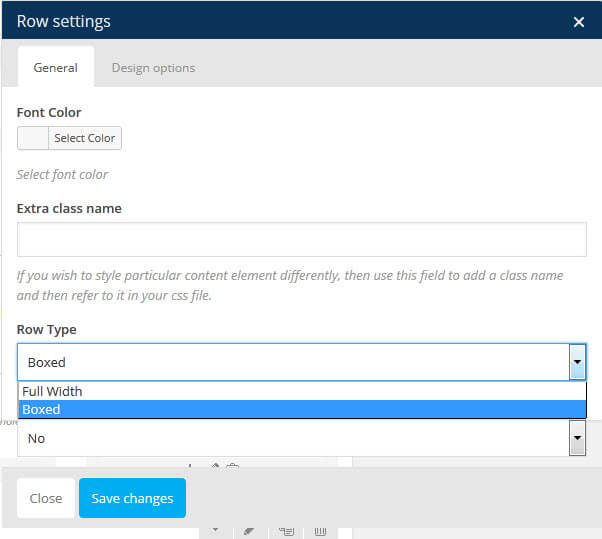 Row settings
General
Design options
Font Color
Select Color
Select font color
Extra class name
If you wish to style particular content element differently, then use this field to add a class name
and then refer to it in your css file.
Row Type
Boxed
Full Width
Boxed
No
Close
Save changes